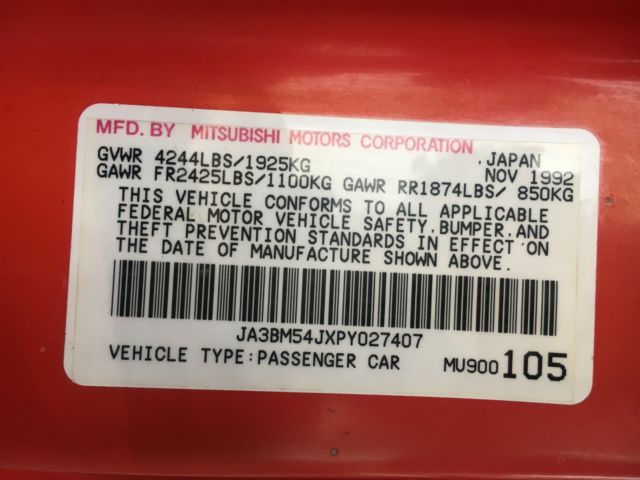 MFD. BY MITSUBISHI MOTORS CORPORATION
GVWR 4244LBS/1925KG .JAPAN NOV 1992
GAWR FR2425LBS/1100KG GAWR RR1874LBS/ 850KG
THIS VEHICLE CONFORMS TO ALL APPLICABLE
FEDERAL MOTOR VEHICLE SAFETY,BUMPER,AND
THEFT PREVENTION STANDARDS IN EFFECT ON
THE DATE OF MANUFACTURE SHOWN ABOVE.
JA3BM54JXPY027407
VEHICLE TYPE:PASSENGER CAR MU900105